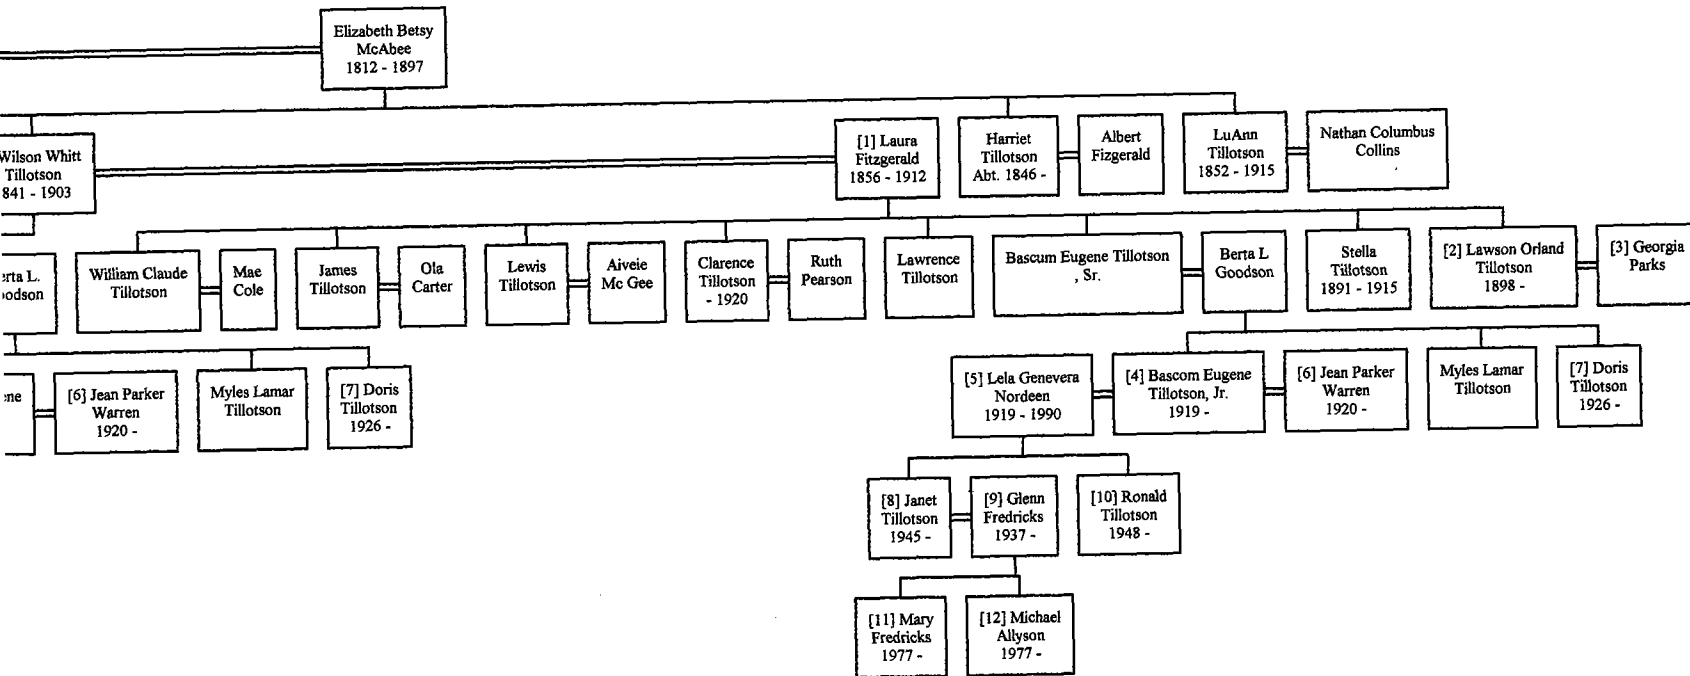 Elizabeth Betsy
McAbee
1812 - 1897
Wilson Whitt
Tillotson
841 - 1903
[1] Laura
Fitzgerald
1856 - 1912
Harriet
Tillotson
Abt. 1846 -
Albert
Fizgerald
LuAnn
Tillotson
1852 - 1915
Nathan Columbus
Collins
erta L.
oodson
William Claude
Tillotson
Mae
Cole
James
Tillotson
Ola
Carter
Lewis
Tillotson
Aiveie
Mc Gee
Clarence
Tillotson
- 1920
Ruth
Pearson
Lawrence
Tillotson
Bascum Eugene Tillotson
, Sr.
Berta L
Goodson
Stella
Tillotson
1891 - 1915
[2] Lawson Orland
Tillotson
1898 -
[3] Georgia
Parks
ene
[6] Jean Parker
Warren
1920 -
Myles Lamar
Tillotson
[7] Doris
Tillotson
1926 -
[5] Lela Genevera
Nordeen
1919 - 1990
[4] Bascom Eugene
Tillotson, Jr.
1919 -
[6] Jean Parker
Warren
1920 -
Myles Lamar
Tillotson
[7] Doris
Tillotson
1926 -
[8] Janet
Tillotson
1945 -
[9] Glenn
Fredricks
1937 -
[10] Ronald
Tillotson
1948 -
[11] Mary
Fredricks
1977 -
[12] Michael
Allyson
1977 -